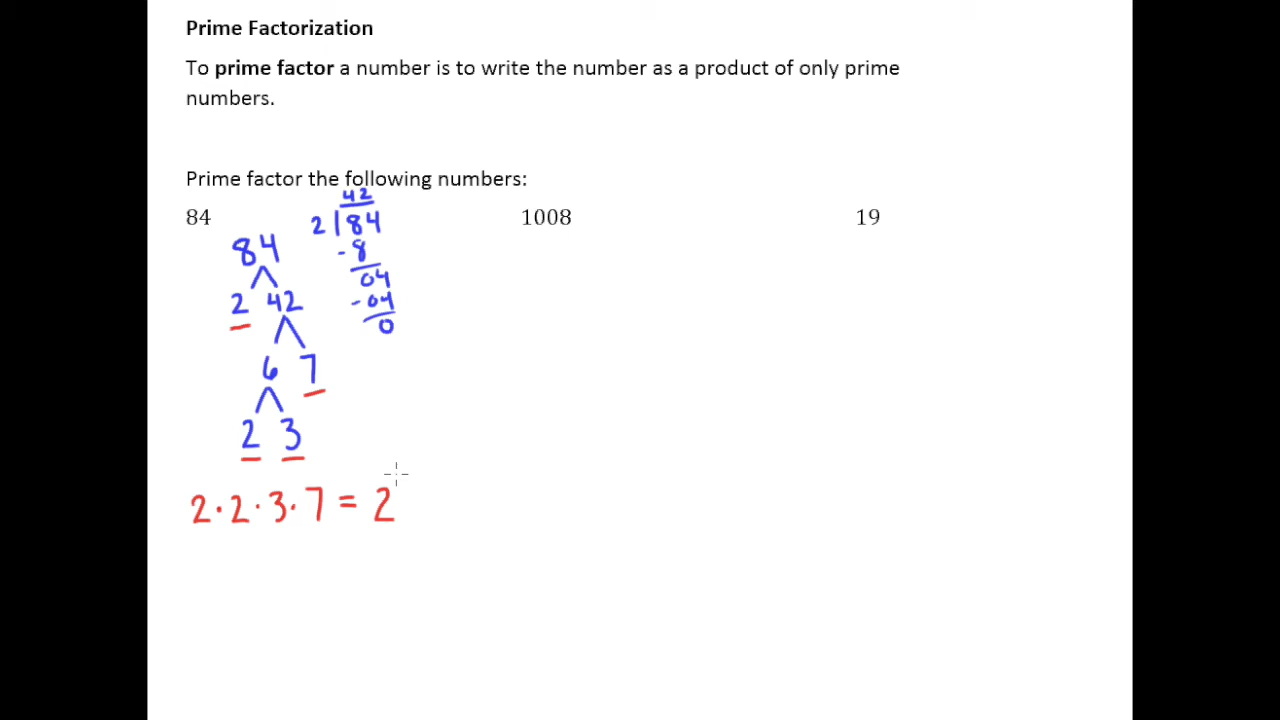 Prime Factorization
To prime factor a number is to write the number as a product of only prime
numbers.
Prime factor the following numbers:
84
1008
19
84
2 42
6 7
2 3
42
2 |84
-8
04
-04
0
2·2·3·7 = 2